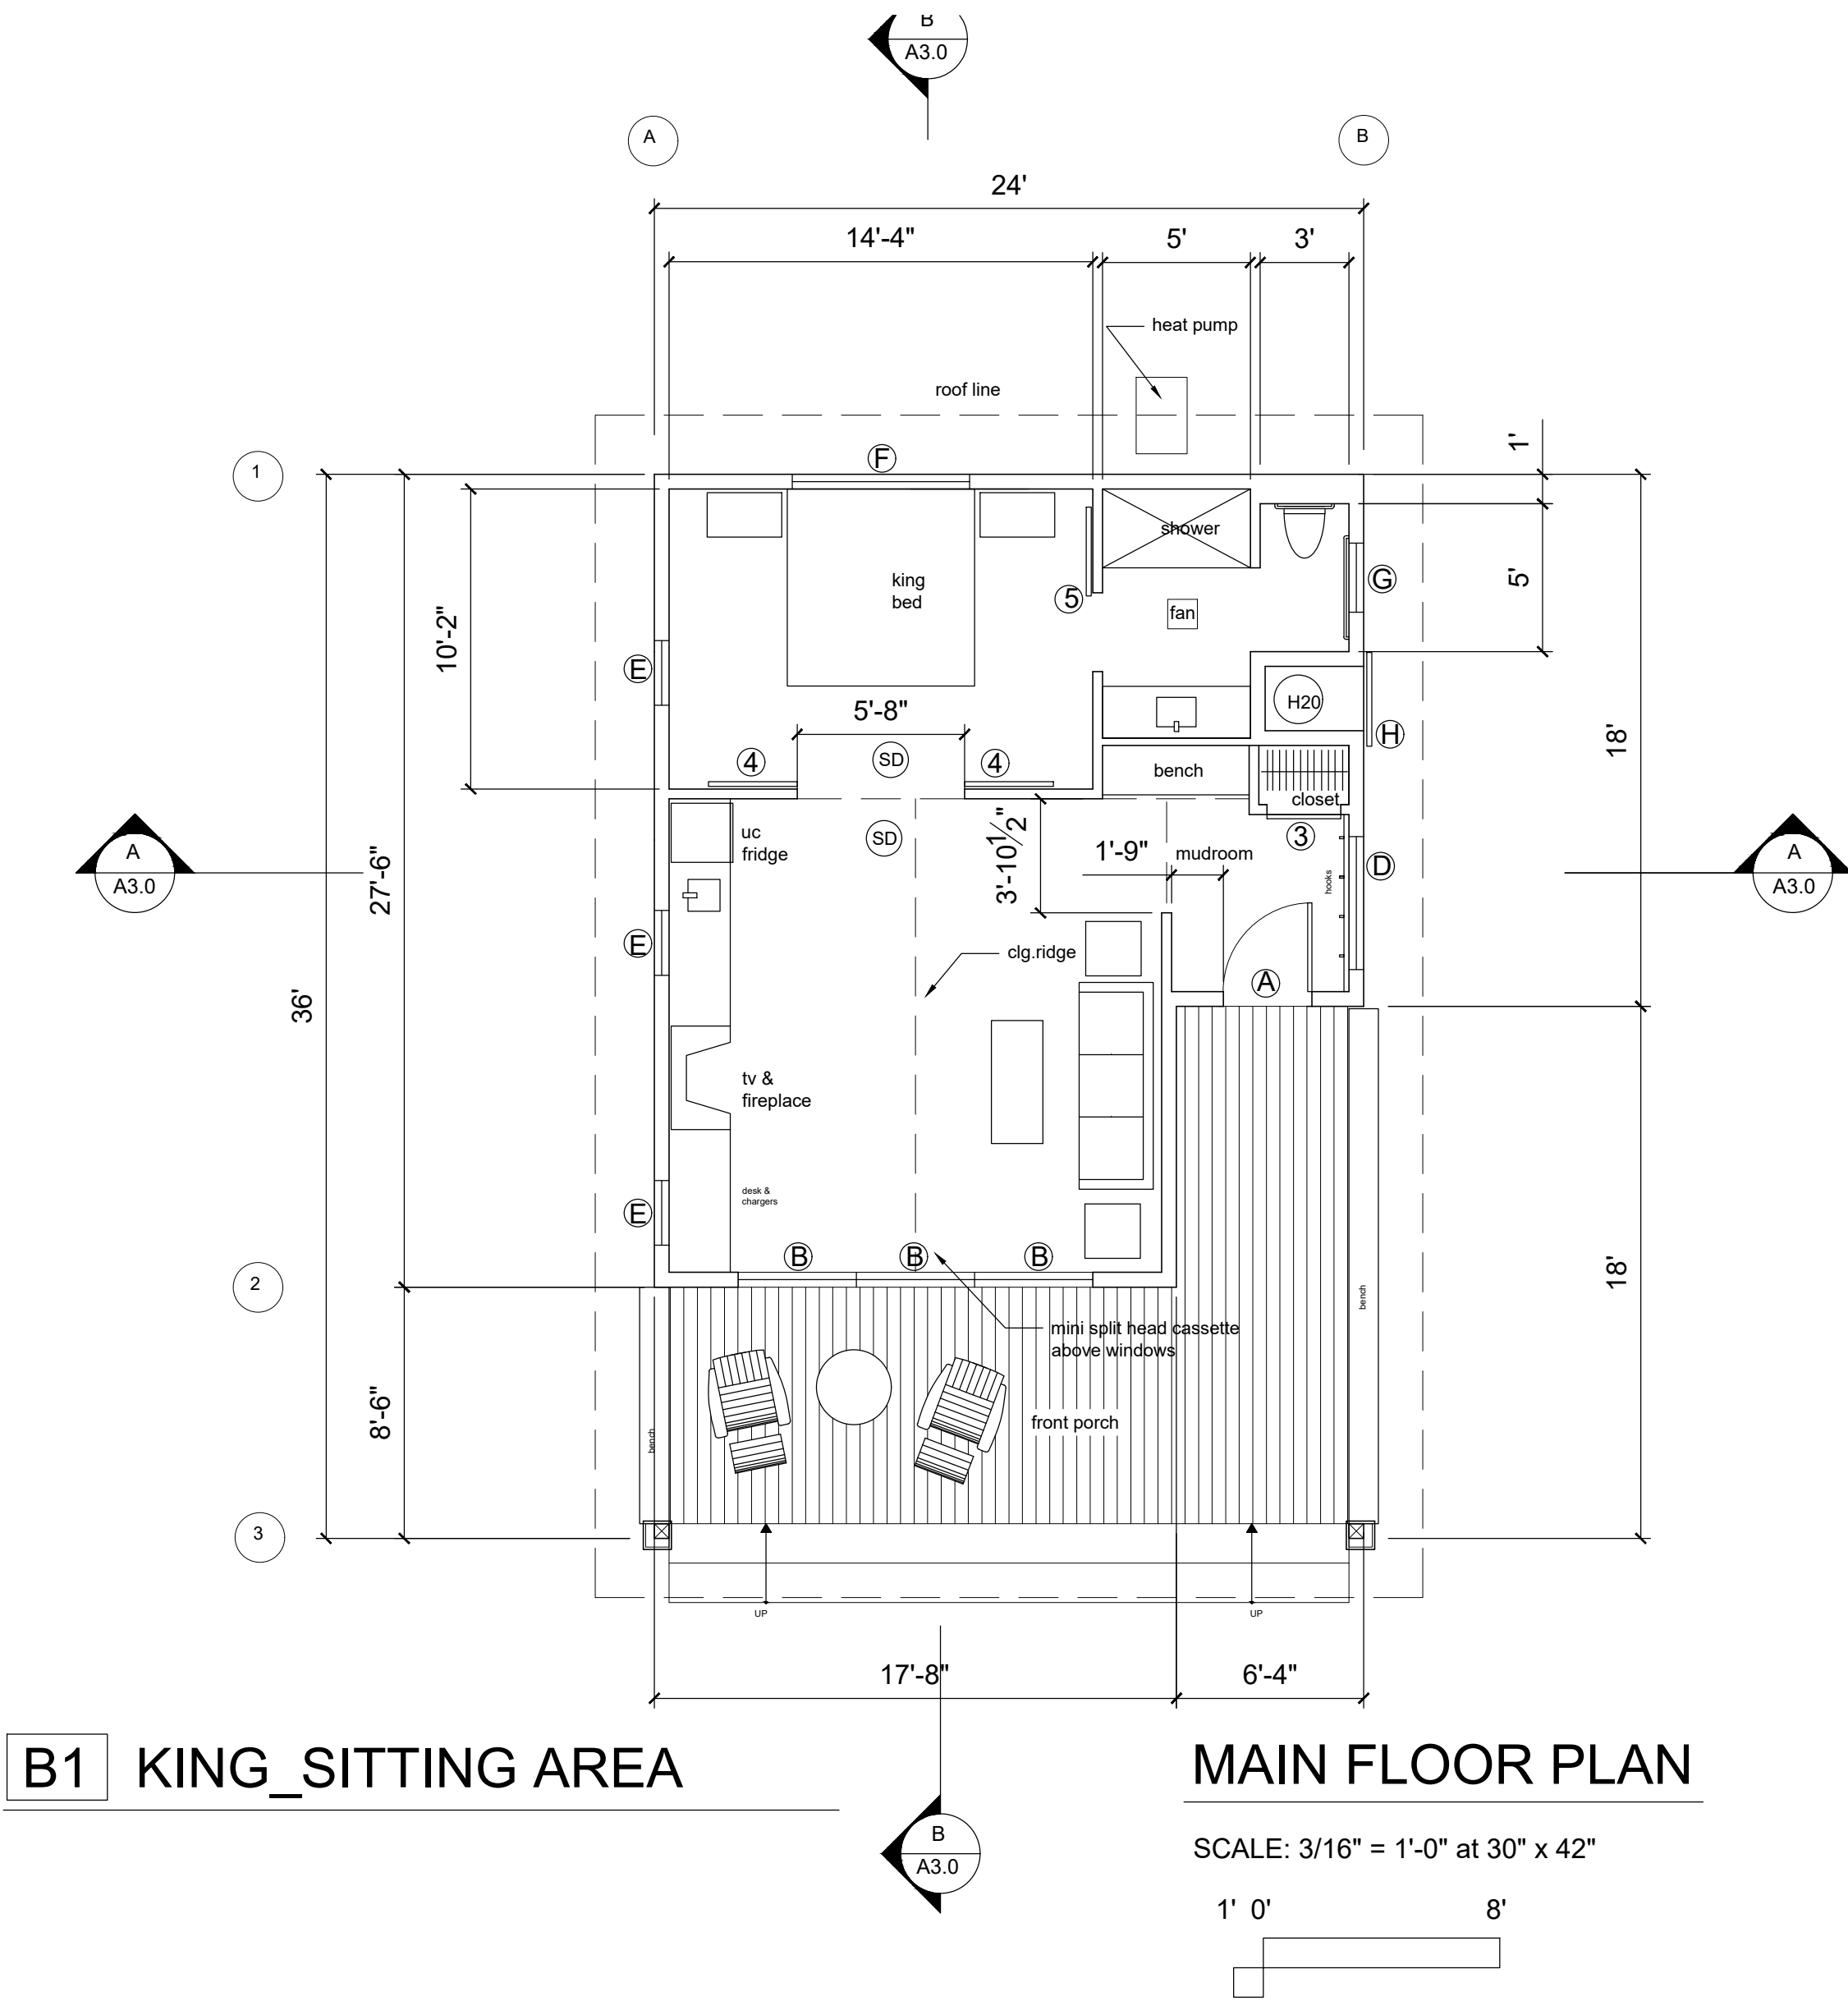 B
A3.0
A
B
24'
14'-4"
5'
3'
heat pump
roof line
1'
1
F
shower
king
bed
5
fan
G
5'
10'-2"
E
5'-8"
H20
H
18'
4
SD
4
bench
closet
uc
fridge
SD
3'-10 1/2"
1'-9"
mudroom
3
D
hooks
A
A3.0
A
A3.0
27'-6"
E
clg.ridge
A
36'
tv &
fireplace
desk &
chargers
E
B
B
B
2
18'
bench
mini split head cassette
above windows
8'-6"
front porch
bench
3
UP
UP
17'-8"
6'-4"
B1
KING_SITTING AREA
MAIN FLOOR PLAN
B
A3.0
SCALE: 3/16" = 1'-0" at 30" x 42"
1' 0' 8'